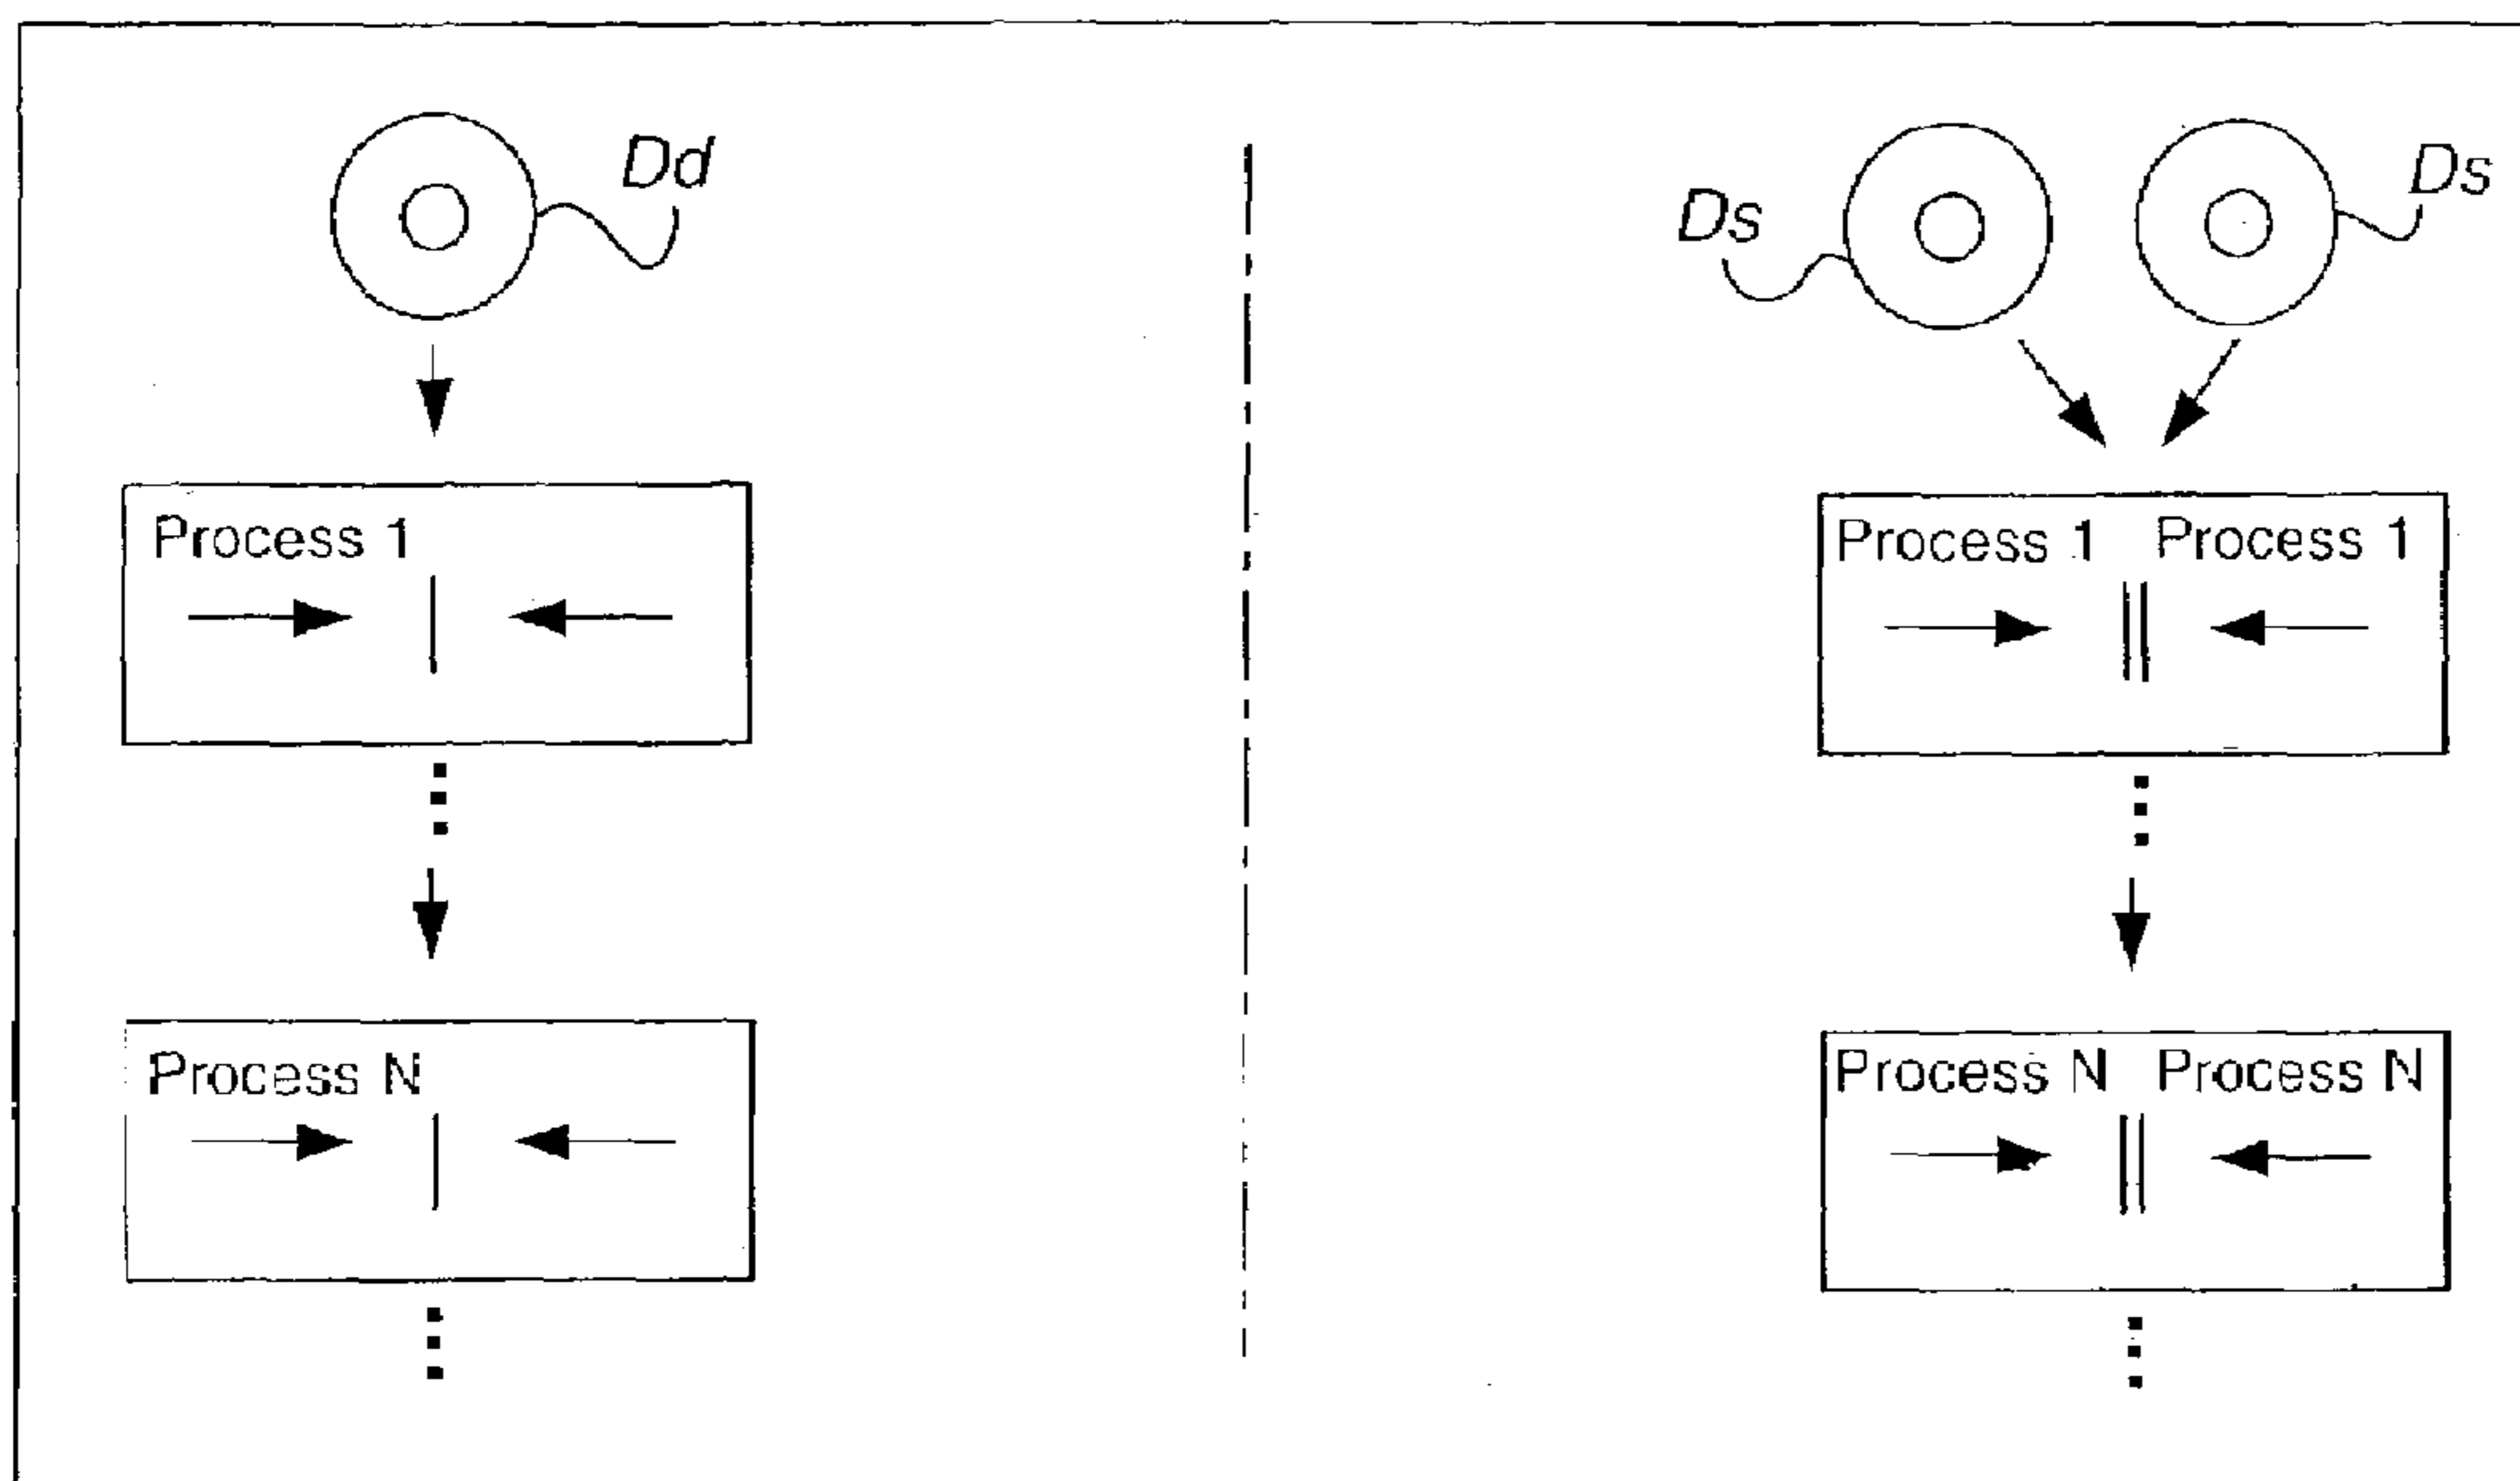 Dd
Process 1
Process N
Ds
Ds
Process 1 Process 1
Process N Process N